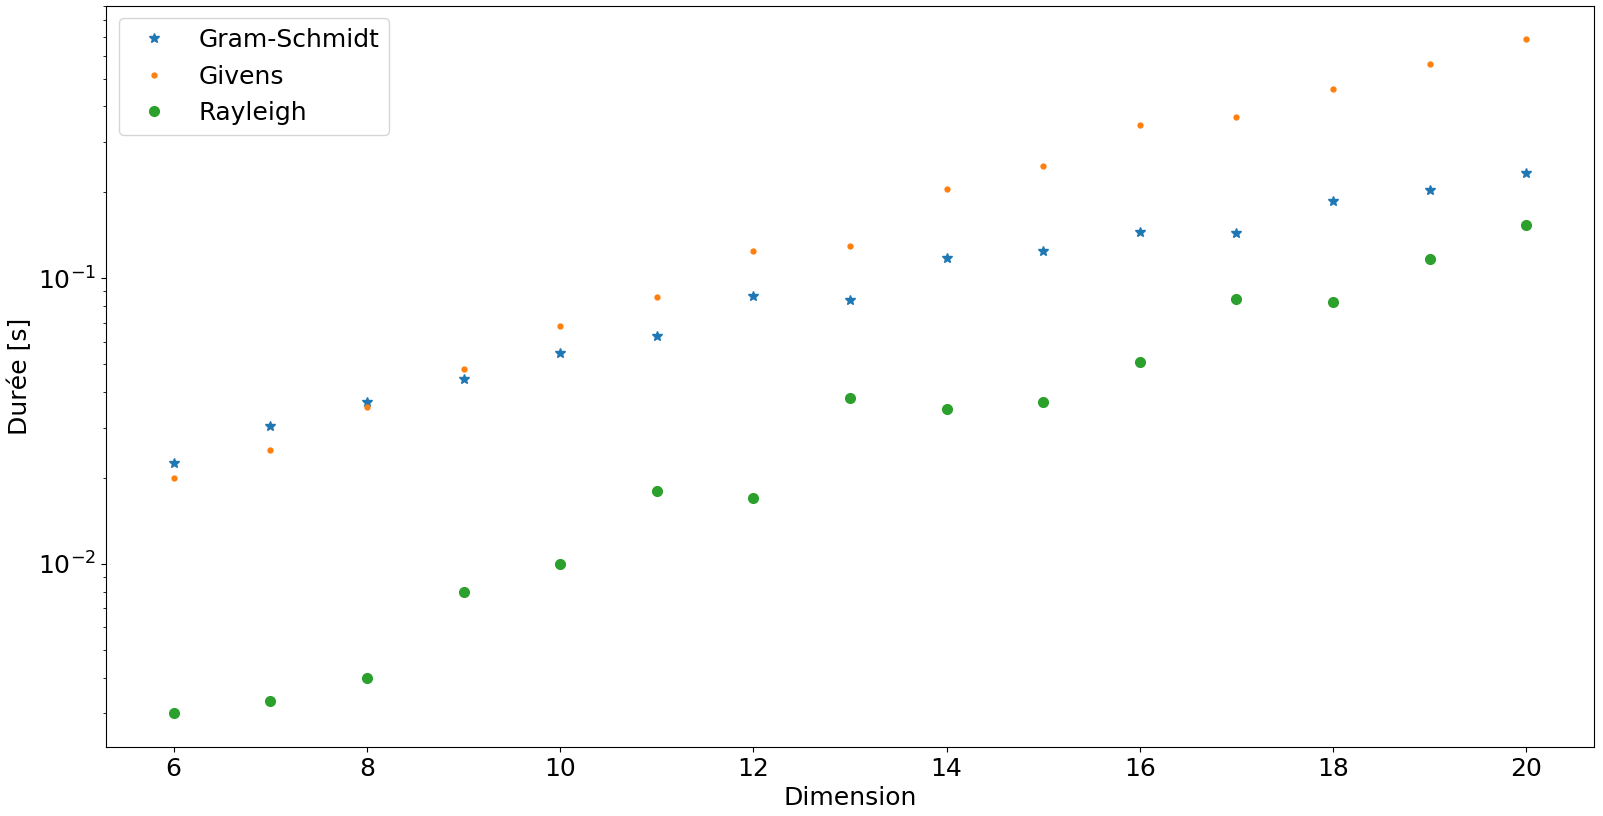 Gram-Schmidt
Givens
Rayleigh
Durée [s]
10⁻¹
10⁻²
6 8 10 12 14 16 18 20
Dimension